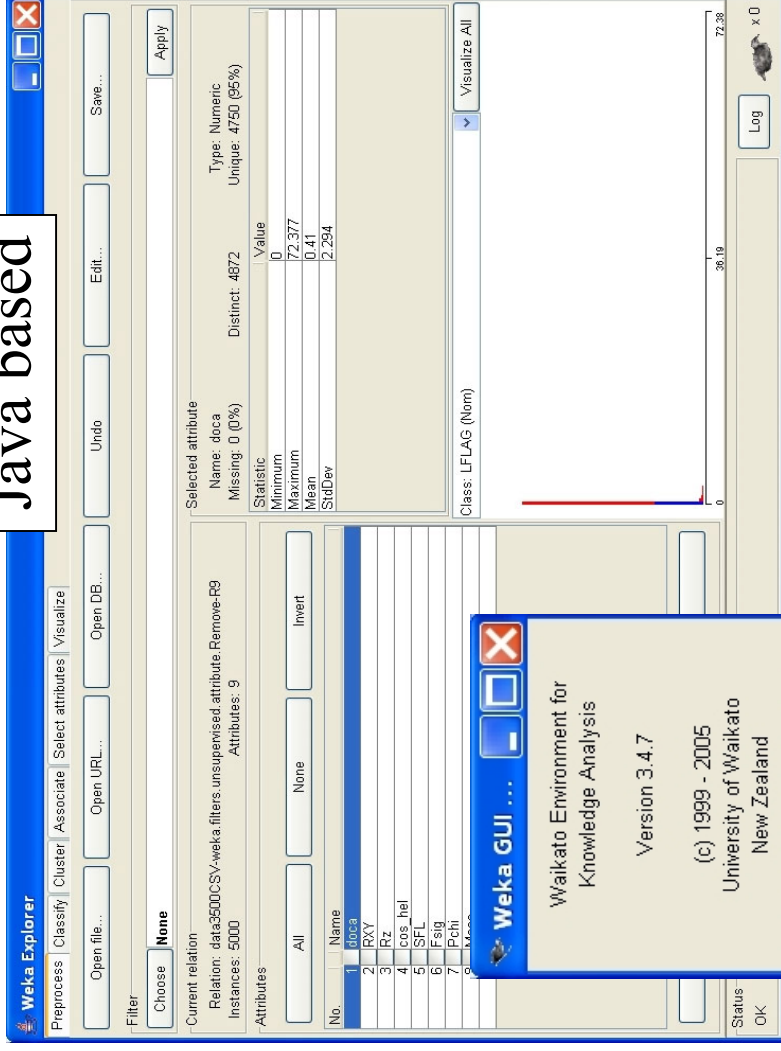 Java based
Weka Explorer
Preprocess Classify Cluster Associate Select attributes Visualize
Open file... Open URL... Open DB... Undo Edit... Save...
Filter
Choose None Apply
Current relation
Relation: data3500CSV-weka.filters.unsupervised.attribute.Remove-R9
Instances: 5000 Attributes: 9
Attributes
All None Invert
No. Name
1 doca
2 RXY
3 Rz
4 cos_hel
5 SFL
6 Fsig
7 Pchi
Selected attribute
Name: doca Type: Numeric
Missing: 0 (0%) Distinct: 4872 Unique: 4750 (95%)
Statistic Value
Minimum 0
Maximum 72.377
Mean 0.41
StdDev 2.294
Class: LFLAG (Nom) Visualize All
0 36.19 72.38
Weka GUI ...
Waikato Environment for
Knowledge Analysis
Version 3.4.7
(c) 1999 - 2005
University of Waikato
New Zealand
Status
OK Log x 0